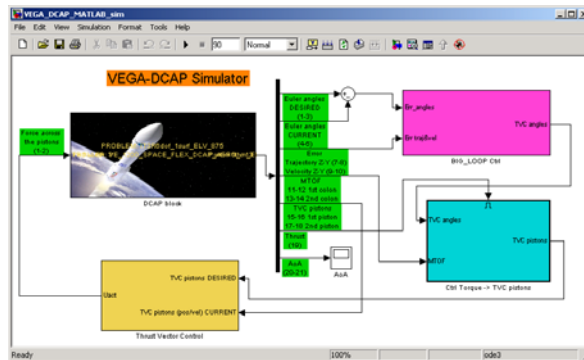 VEGA_DCAP_MATLAB_sim
File Edit View Simulation Format Tools Help
90
Normal
VEGA-DCAP Simulator
Force across
the pistons
(1-2)
DCAP block
Euler angles
DESIRED
(1-3)
Euler angles
CURRENT
(4-6)
Error
Trajectory Z/Y (7-8)
Velocity Z/Y (9-10)
MTOF
11-12 1st colon
13-14 2nd colon
TVC pistons
15-16 1st piston
17-18 2nd piston
Thrust
(19)
AoA
(20-21)
AoA
Err_angles
Err traj/vel
TVC angles
BIG_LOOP Ctrl
TVC angles
MTOF
TVC pistons
Ctrl Torque -> TVC pistons
Uact
TVC pistons DESIRED
TVC pistons (pos/vel) CURRENT
Thrust Vector Control
Ready
100%
ode3